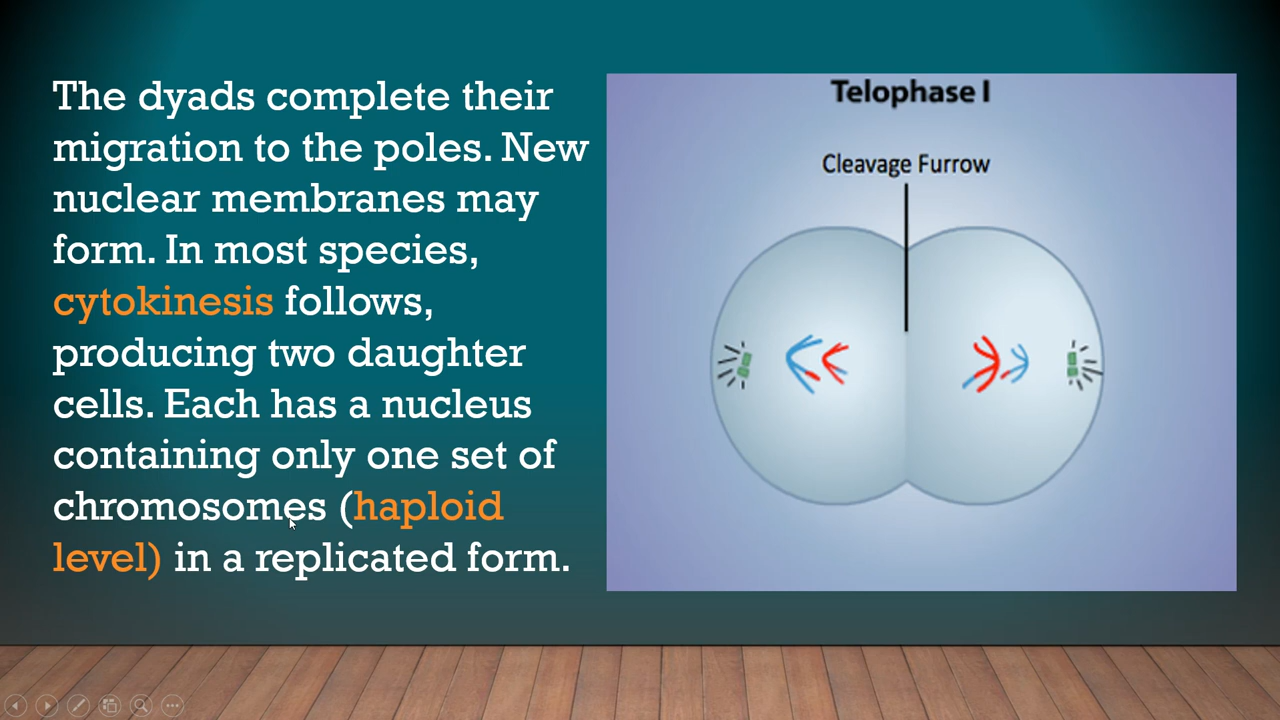 The dyads complete their
migration to the poles. New
nuclear membranes may
form. In most species,
cytokinesis follows,
producing two daughter
cells. Each has a nucleus
containing only one set of
chromosomes (haploid
level) in a replicated form.
Telophase I
Cleavage Furrow